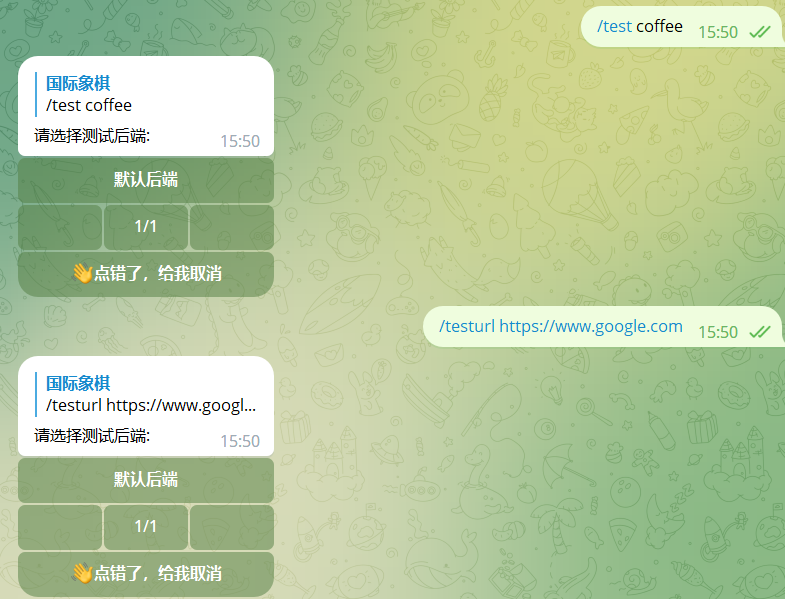 /test coffee 15:50
国际象棋
/test coffee
请选择测试后端: 15:50
默认后端
1/1
👋点错了，给我取消
/testurl https://www.google.com 15:50
国际象棋
/testurl https://www.googl...
请选择测试后端: 15:50
默认后端
1/1
👋点错了，给我取消